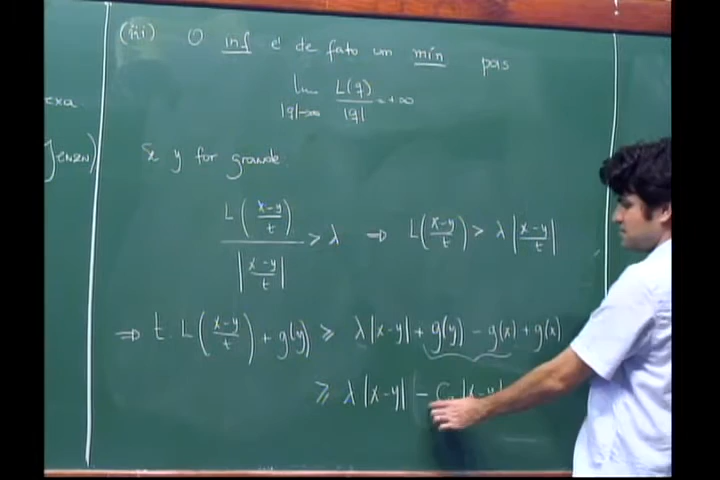 (iii) O inf é de fato um mín pois
lim L(q)/|q| = +∞
|q|→∞
exa
Jensen)
Se y for grande.
L((x-y)/t) / |(x-y)/t| > λ ⇒ L((x-y)/t) > λ |(x-y)/t|
⇒ t. L((x-y)/t) + g(y) ≥ λ|x-y| + g(y) - g(x) + g(x)
≥ λ|x-y| - C |x-y|